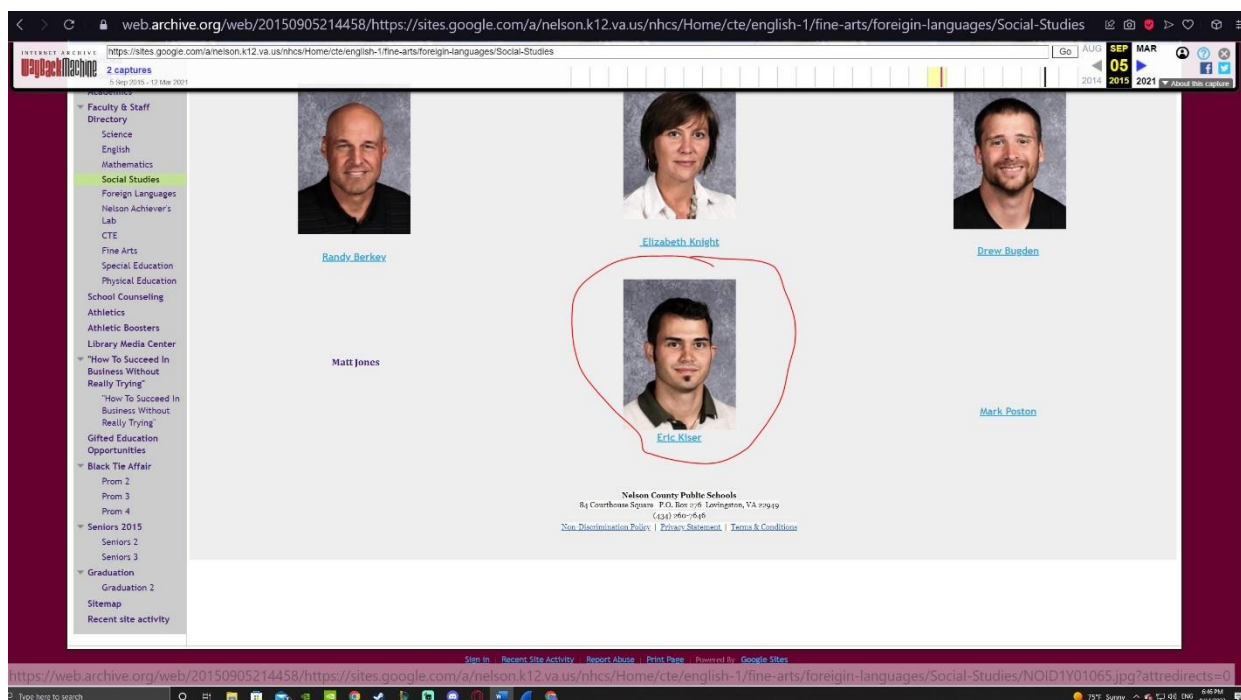 web.archive.org/web/20150905214458/https://sites.google.com/a/nelson.k12.va.us/nhcs/Home/cte/english-1/fine-arts/foreigin-languages/Social-Studies
INTERNET ARCHIVE
WayBackMachine
https://sites.google.com/a/nelson.k12.va.us/nhcs/Home/cte/english-1/fine-arts/foreigin-languages/Social-Studies
Go
AUG SEP MAR
2 captures
05
5 Sep 2015 - 12 Mar 2021
2014 2015 2021
About this capture
Academics
Faculty & Staff
Directory
Science
English
Mathematics
Social Studies
Foreign Languages
Nelson Achiever's
Lab
CTE
Fine Arts
Special Education
Physical Education
School Counseling
Athletics
Athletic Boosters
Library Media Center
"How To Succeed In
Business Without
Really Trying"
"How To Succeed In
Business Without
Really Trying"
Gifted Education
Opportunities
Black Tie Affair
Prom 2
Prom 3
Prom 4
Seniors 2015
Seniors 2
Seniors 3
Graduation
Graduation 2
Sitemap
Recent site activity
Randy Berkey
Elizabeth Knight
Drew Bugden
Matt Jones
Eric Kiser
Mark Poston
Nelson County Public Schools
84 Courthouse Square P.O. Box 276 Lovingston, VA 22949
(434) 260-7646
Non Discrimination Policy | Privacy Statement | Terms & Conditions
Sign in | Recent Site Activity | Report Abuse | Print Page | Powered By Google Sites
https://web.archive.org/web/20150905214458/https://sites.google.com/a/nelson.k12.va.us/nhcs/Home/cte/english-1/fine-arts/foreigin-languages/Social-Studies/NOID1Y01065.jpg?attredirects=0
Type here to search
75°F Sunny
ENG
6:46 PM